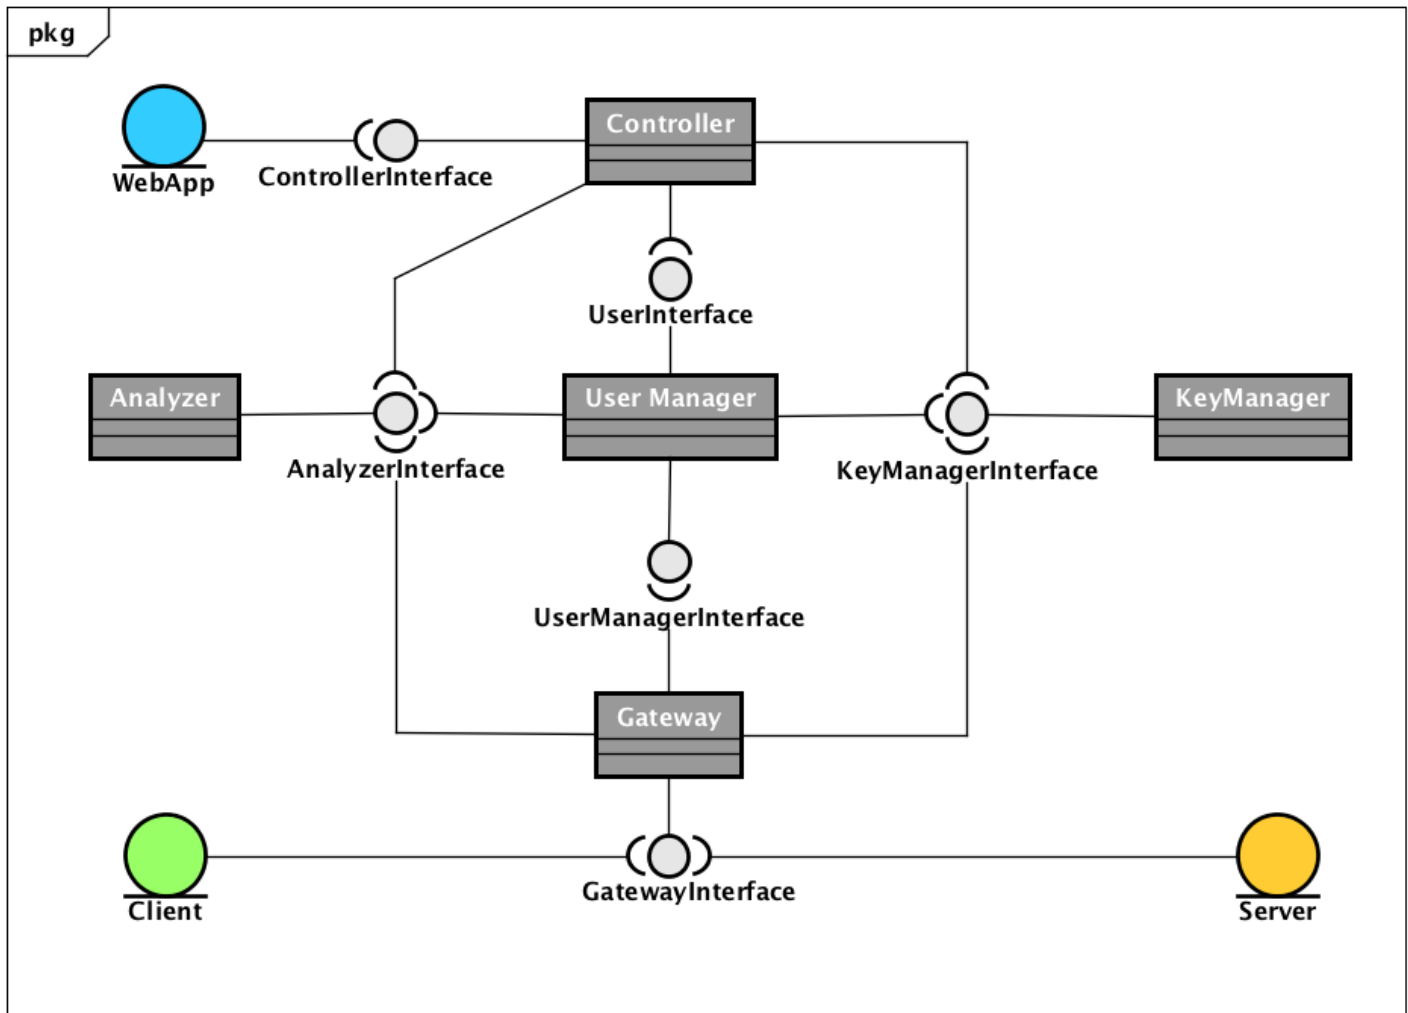 pkg
Controller
WebApp
ControllerInterface
UserInterface
Analyzer
User Manager
KeyManager
AnalyzerInterface
KeyManagerInterface
UserManagerInterface
Gateway
GatewayInterface
Client
Server